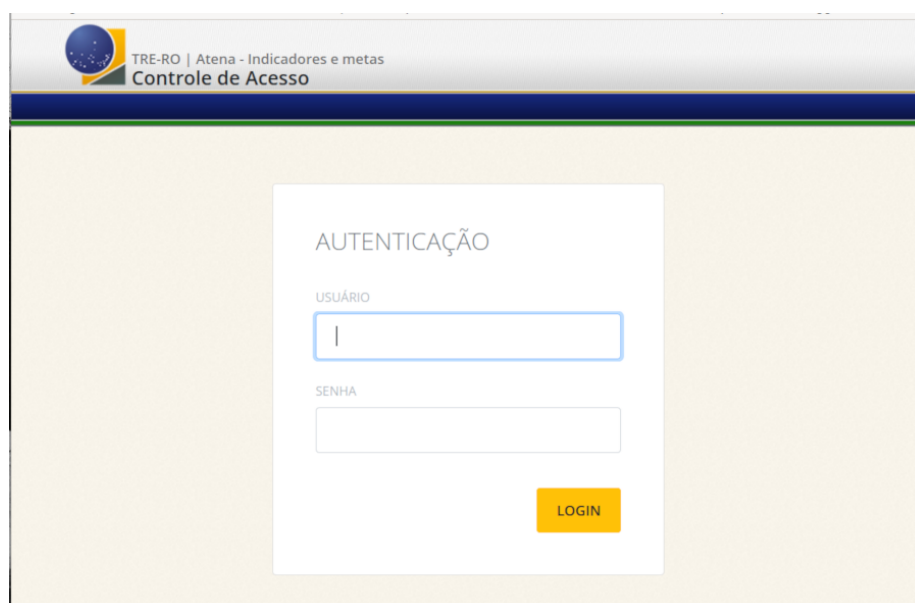 TRE-RO | Atena - Indicadores e metas
Controle de Acesso
AUTENTICAÇÃO
USUÁRIO
SENHA
LOGIN